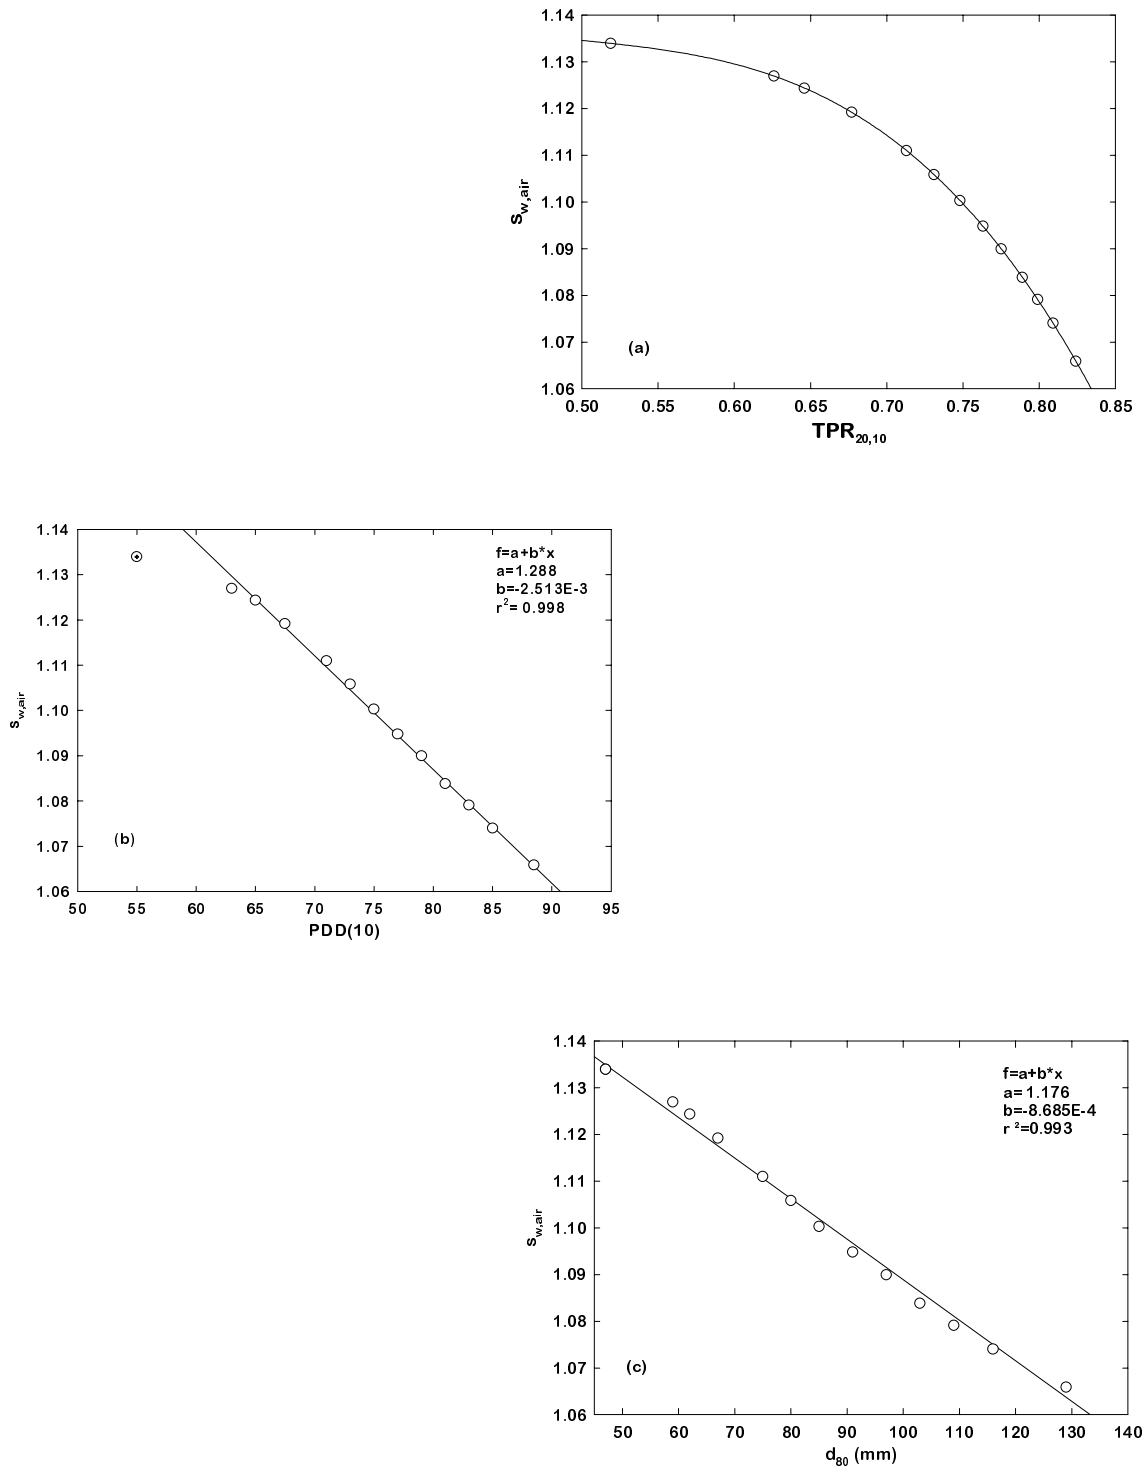 1.14
1.13
1.12
1.11
1.10
1.09
1.08
1.07
1.06
s_w,air
(a)
0.50 0.55 0.60 0.65 0.70 0.75 0.80 0.85
TPR20,10
1.14
1.13
1.12
1.11
1.10
1.09
1.08
1.07
1.06
s_w,air
f=a+b*x
a=1.288
b=-2.513E-3
r²= 0.998
(b)
50 55 60 65 70 75 80 85 90 95
PDD(10)
1.14
1.13
1.12
1.11
1.10
1.09
1.08
1.07
1.06
s_w,air
f=a+b*x
a= 1.176
b=-8.685E-4
r ²=0.993
(c)
50 60 70 80 90 100 110 120 130 140
d80 (mm)